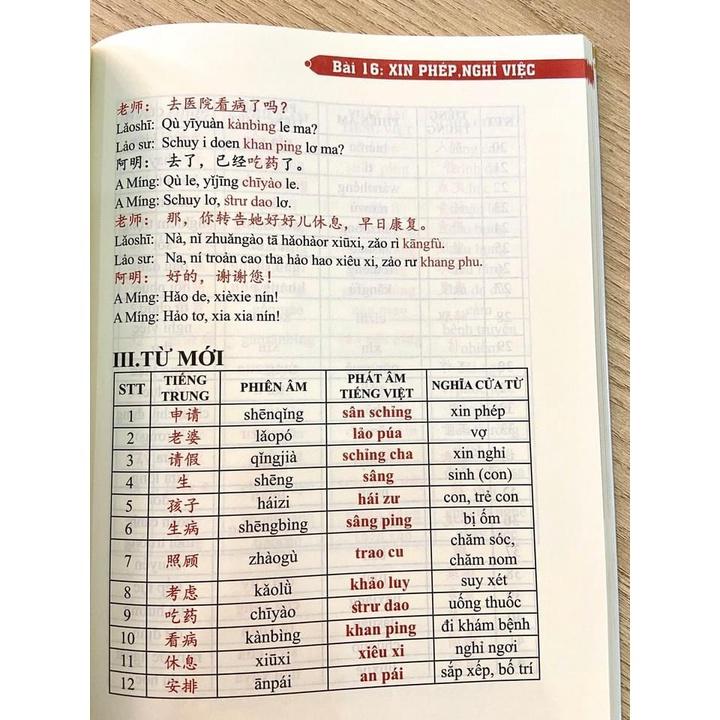 Bài 16: XIN PHÉP,NGHỈ VIỆC
老师： 去医院看病了吗？
Lǎoshī: Qù yīyuàn kànbìng le ma?
Lảo sư: Schuy i doen khan ping lơ ma?
阿明： 去了，已经吃药了。
A Míng: Qù le, yǐjīng chīyào le.
A Míng: Schuy lơ, strư dao lơ.
老师： 那，你转告她好好儿休息，早日康复。
Lǎoshī: Nà, nǐ zhuǎngào tā hǎohàor xiūxi, zǎo rì kāngfù.
Lảo sư: Na, ní troàn cao tha hảo hao xiêu xi, zảo rư khang phu.
阿明： 好的，谢谢您！
A Míng: Hǎo de, xièxie nín!
A Míng: Hảo tơ, xia xia nín!
III.TỪ MỚI
STT TIẾNG TRUNG PHIÊN ÂM PHÁT ÂM TIẾNG VIỆT NGHĨA CỦA TỪ
1 申请 shēnqǐng sân schỉng xin phép
2 老婆 lǎopó lảo púa vợ
3 请假 qǐngjià schỉng cha xin nghỉ
4 生 shēng sâng sinh (con)
5 孩子 háizi hái zư con, trẻ con
6 生病 shēngbìng sâng ping bị ốm
7 照顾 zhàogù trao cu chăm sóc, chăm nom
8 考虑 kǎolǜ khảo luy suy xét
9 吃药 chīyào strư dao uống thuốc
10 看病 kànbìng khan ping đi khám bệnh
11 休息 xiūxi xiêu xi nghỉ ngơi
12 安排 ānpái an pái sắp xếp, bố trí